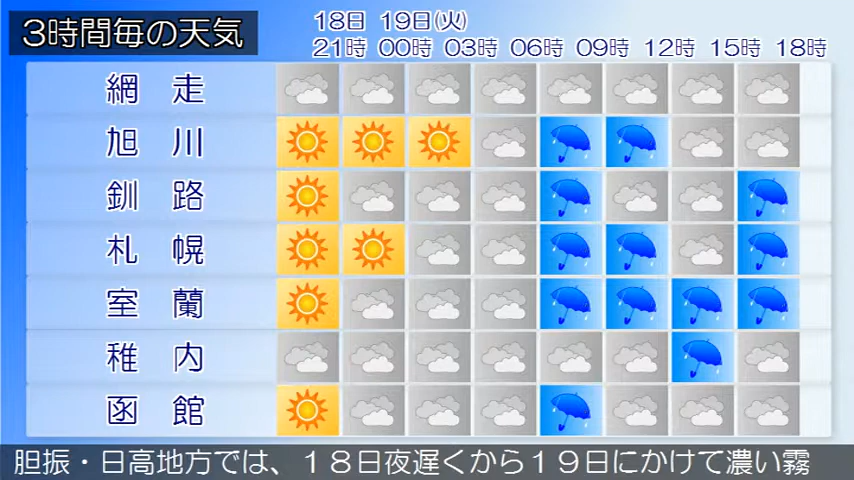 3時間毎の天気
18日 19日(火)
21時 00時 03時 06時 09時 12時 15時 18時
網 走
旭 川
釧 路
札 幌
室 蘭
稚 内
函 館
胆振・日高地方では、18日夜遅くから19日にかけて濃い霧